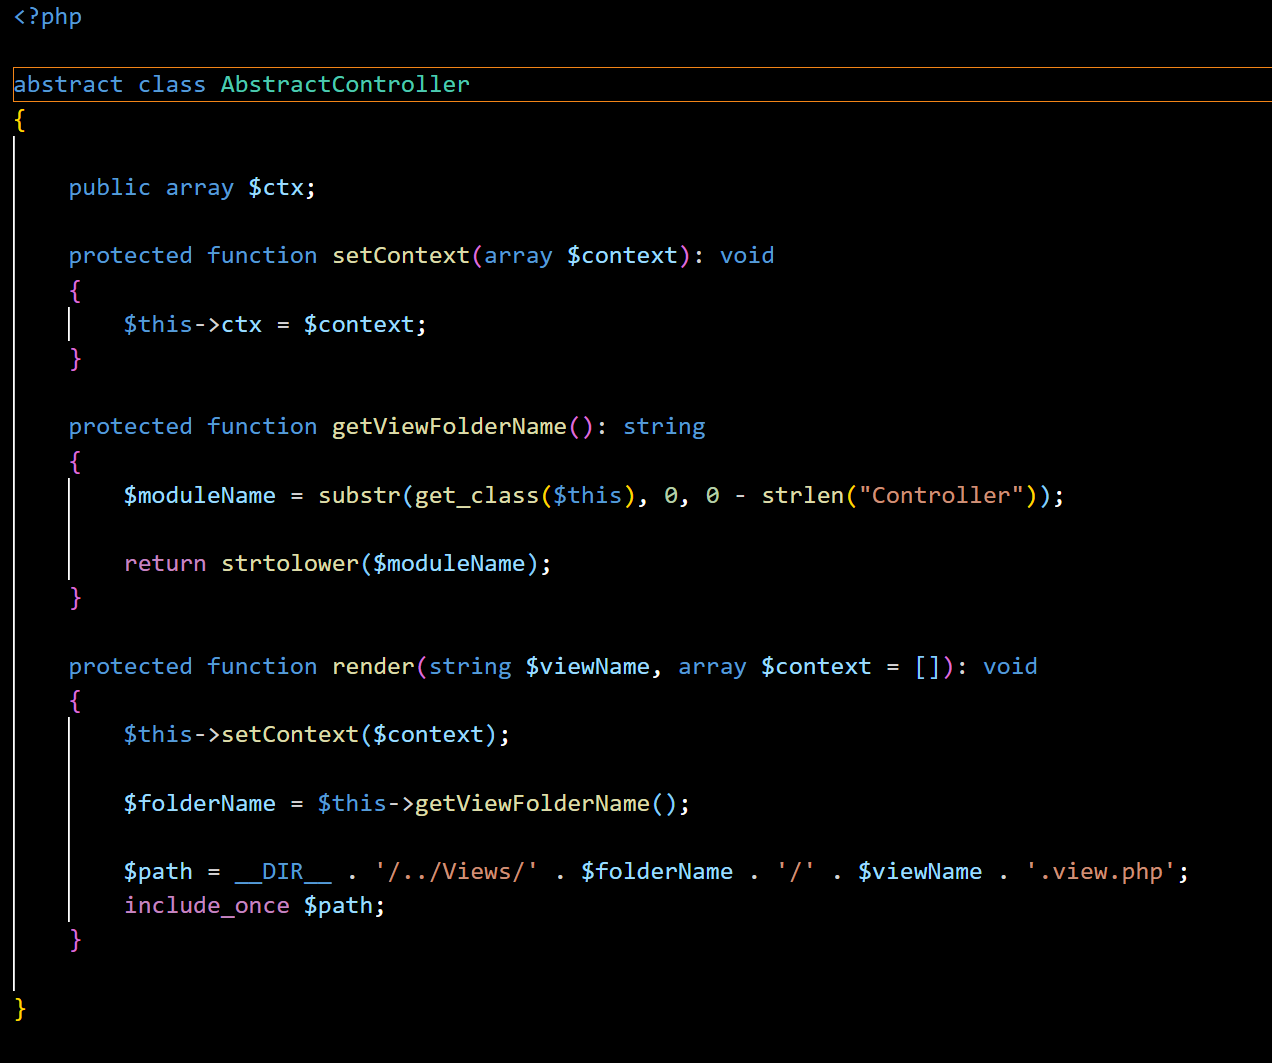 <?php
abstract class AbstractController
{
public array $ctx;
protected function setContext(array $context): void
{
$this->ctx = $context;
}
protected function getViewFolderName(): string
{
$moduleName = substr(get_class($this), 0, 0 - strlen("Controller"));
return strtolower($moduleName);
}
protected function render(string $viewName, array $context = []): void
{
$this->setContext($context);
$folderName = $this->getViewFolderName();
$path = __DIR__ . '/../Views/' . $folderName . '/' . $viewName . '.view.php';
include_once $path;
}
}